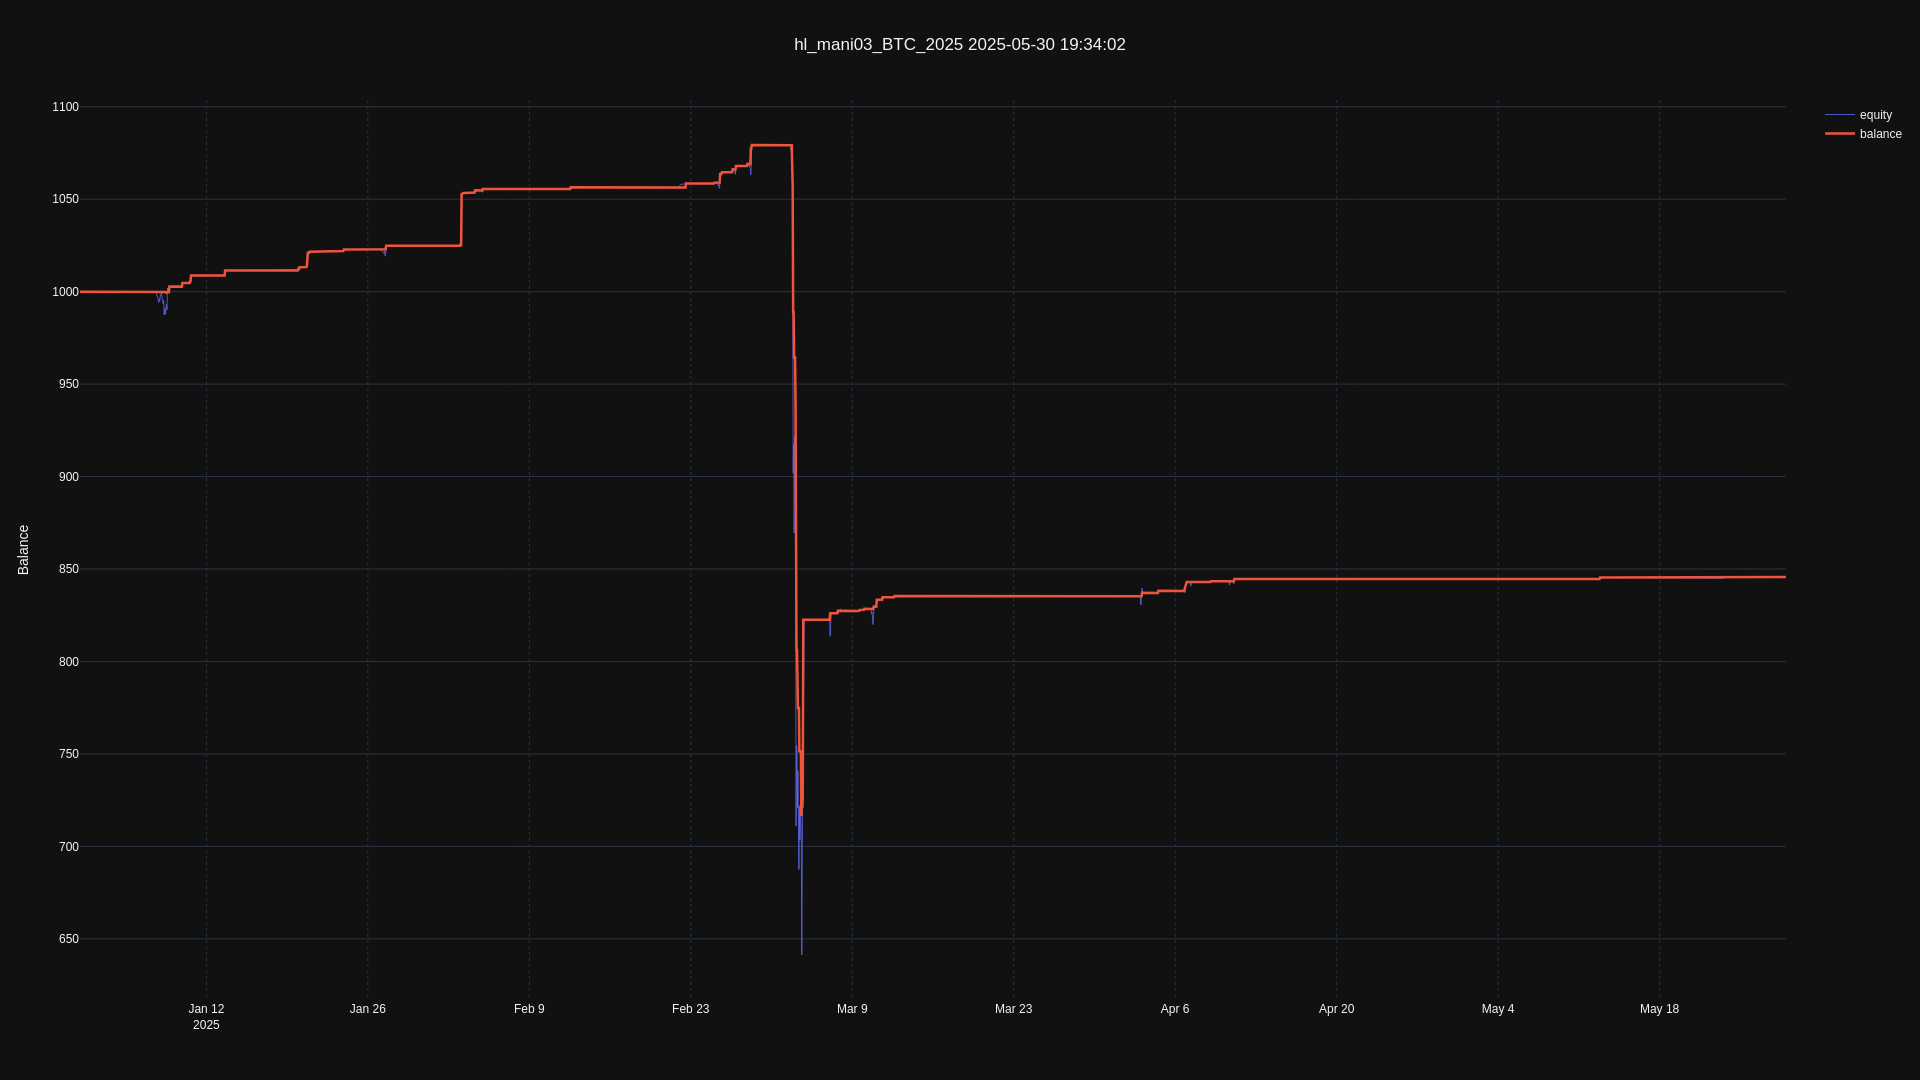 hl_mani03_BTC_2025 2025-05-30 19:34:02
1100
1050
1000
950
900
850
800
750
700
650
Balance
Jan 12
2025
Jan 26
Feb 9
Feb 23
Mar 9
Mar 23
Apr 6
Apr 20
May 4
May 18
equity
balance